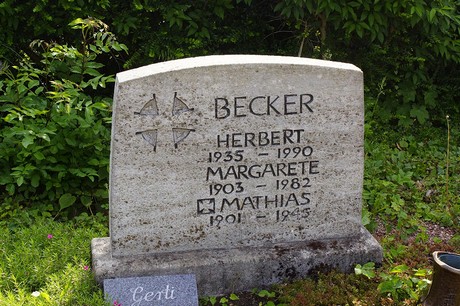 BECKER
HERBERT
1935 - 1990
MARGARETE
1903 - 1982
MATHIAS
1901 - 1945
Gerti